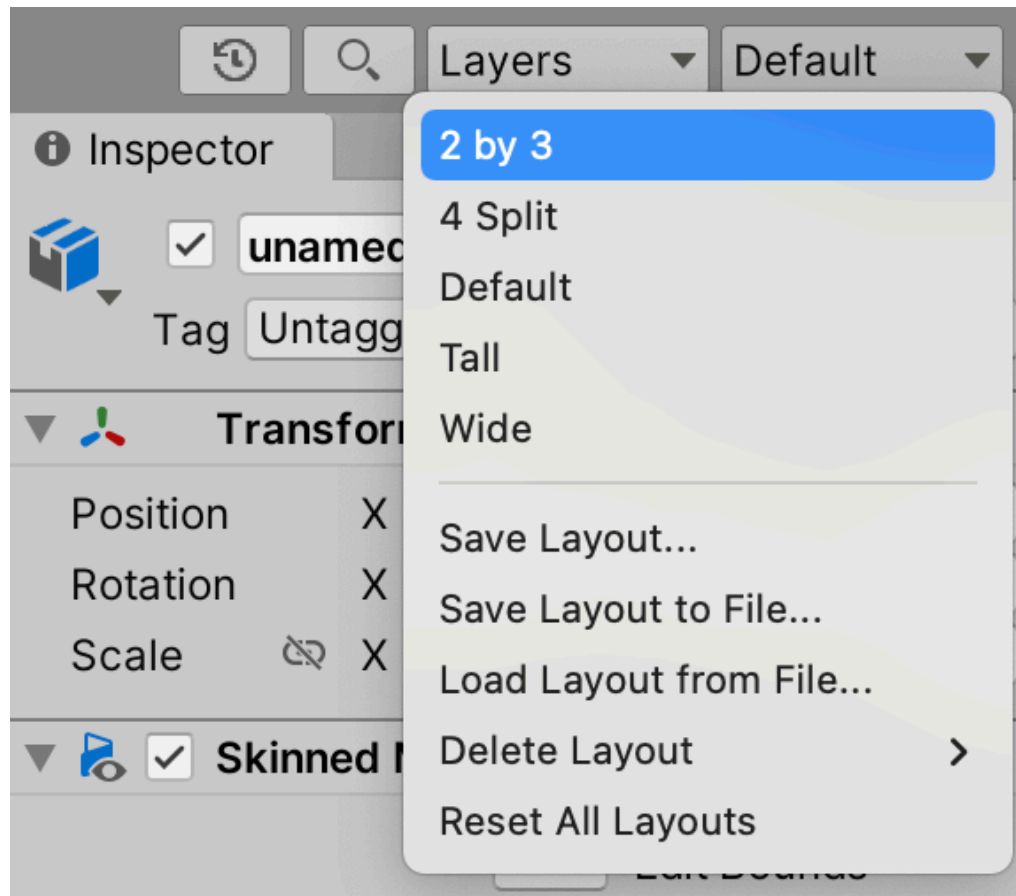 Layers Default
Inspector 2 by 3
unamed 4 Split
Default
Tag Untagg
Tall
Transfor Wide
Position X
Save Layout...
Rotation X
Save Layout to File...
Scale X
Load Layout from File...
Skinned Delete Layout
Reset All Layouts